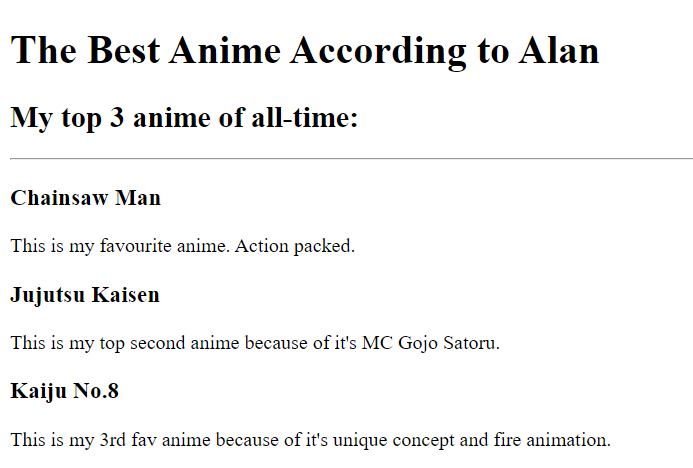 The Best Anime According to Alan
My top 3 anime of all-time:
Chainsaw Man
This is my favourite anime. Action packed.
Jujutsu Kaisen
This is my top second anime because of it's MC Gojo Satoru.
Kaiju No.8
This is my 3rd fav anime because of it's unique concept and fire animation.